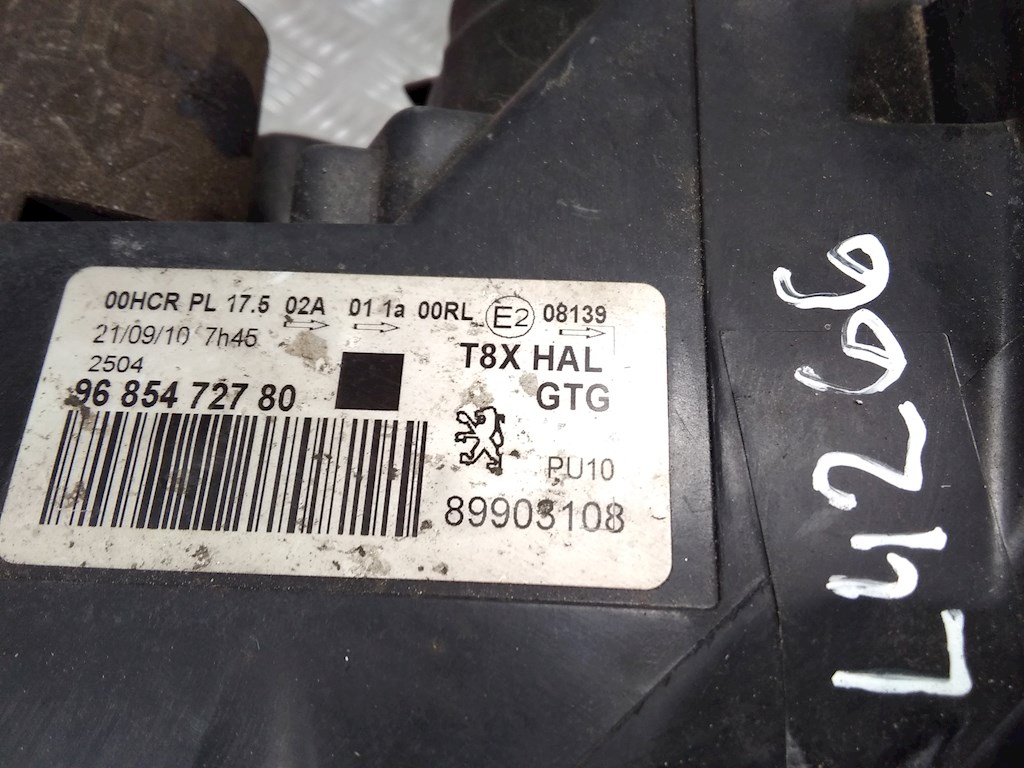 00HCR PL 17.5 02A 01 1a 00RL E2 08139
21/09/10 7h45
2504
T8X HAL
96 854 727 80
GTG
PU10
89903108
L4266